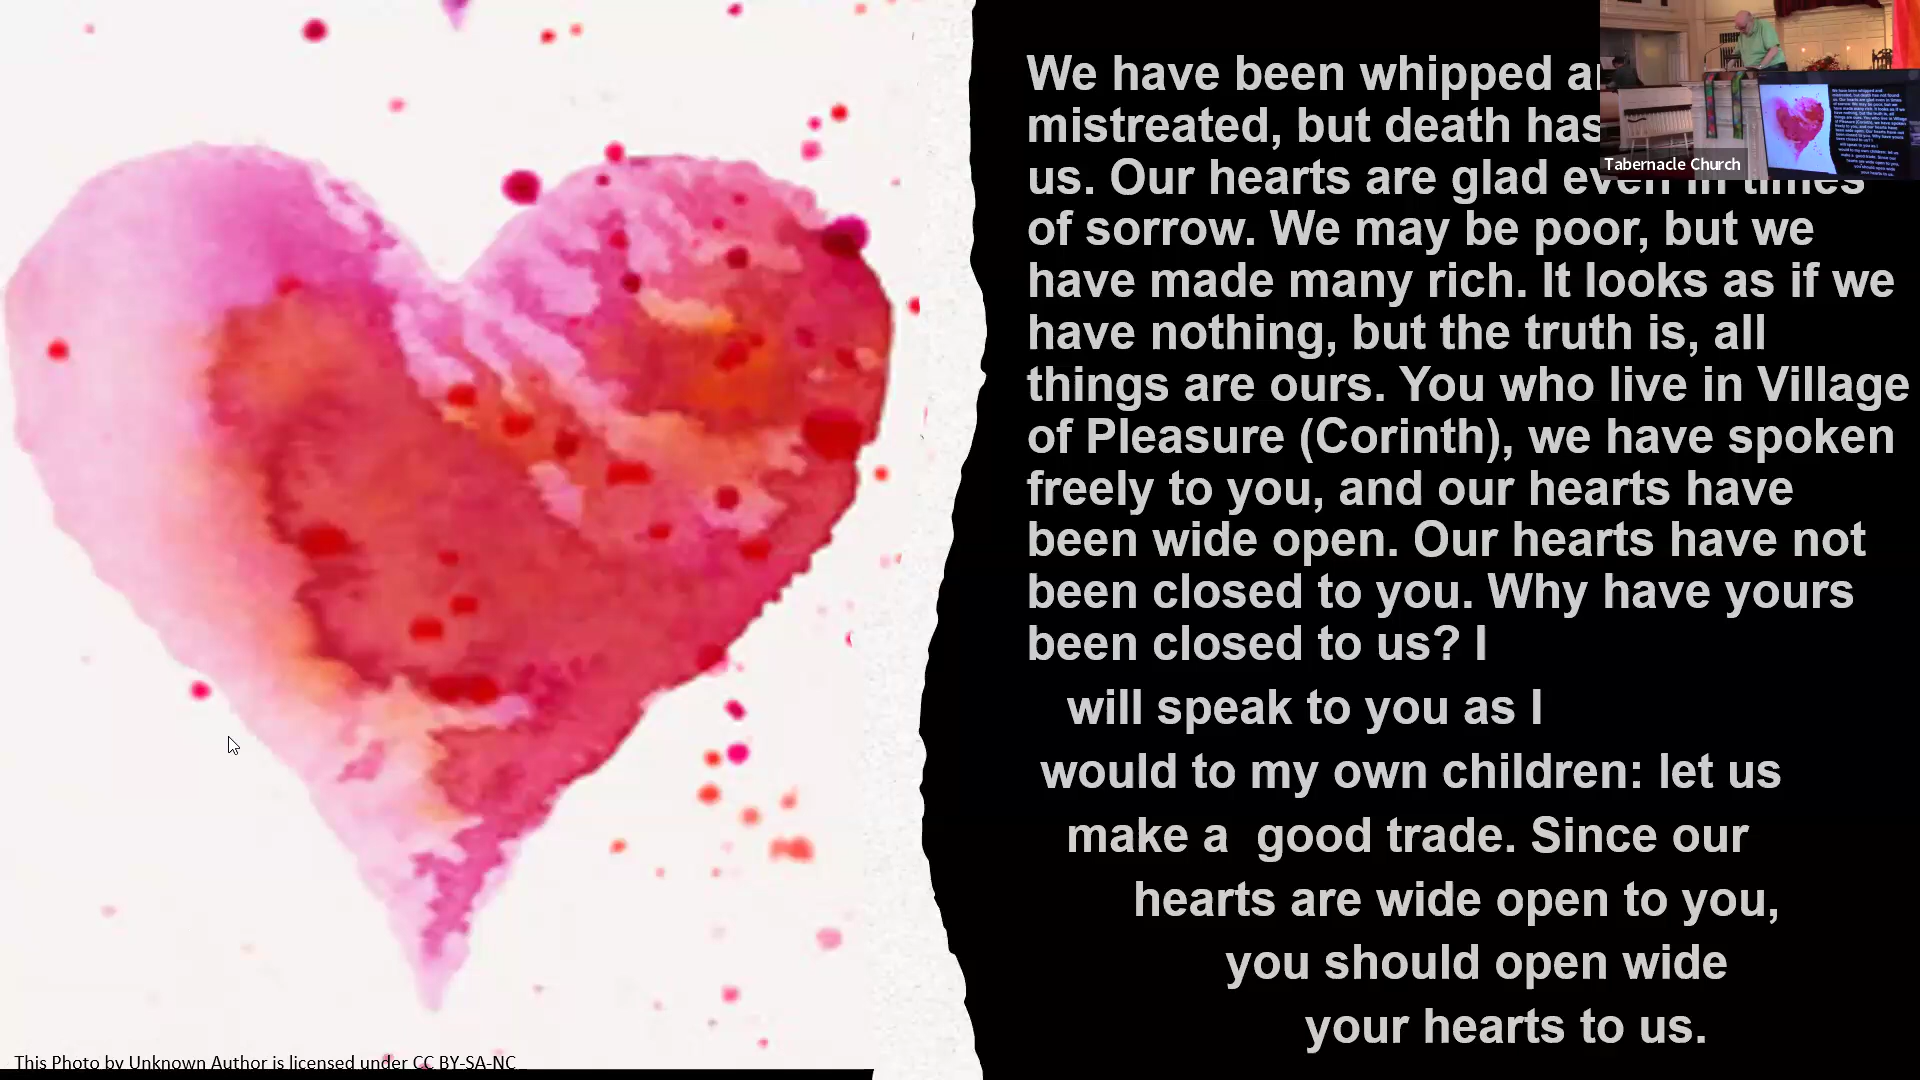 We have been whipped
mistreated, but death has
us. Our hearts are glad even in times
of sorrow. We may be poor, but we
have made many rich. It looks as if we
have nothing, but the truth is, all
things are ours. You who live in Village
of Pleasure (Corinth), we have spoken
freely to you, and our hearts have
been wide open. Our hearts have not
been closed to you. Why have yours
been closed to us? I
will speak to you as I
would to my own children: let us
make a  good trade. Since our
hearts are wide open to you,
you should open wide
your hearts to us.
Tabernacle Church
This Photo by Unknown Author is licensed under CC BY-SA-NC